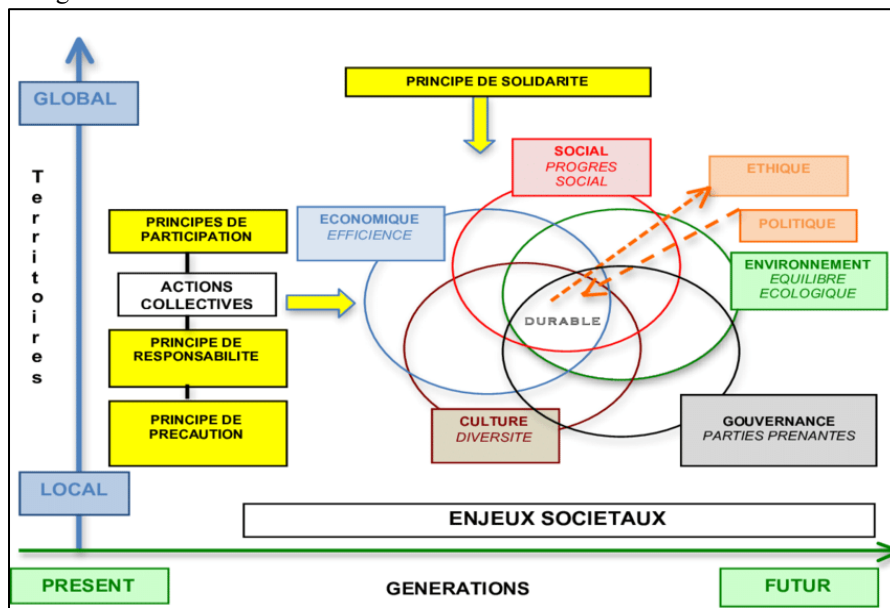 PRINCIPE DE SOLIDARITE
GLOBAL
Territoires
SOCIAL
PROGRES
SOCIAL
ETHIQUE
POLITIQUE
ECONOMIQUE
EFFICIENCE
PRINCIPES DE
PARTICIPATION
ENVIRONNEMENT
EQUILIBRE
ECOLOGIQUE
ACTIONS
COLLECTIVES
DURABLE
PRINCIPE DE
RESPONSABILITE
PRINCIPE DE
PRECAUTION
CULTURE
DIVERSITE
GOUVERNANCE
PARTIES PRENANTES
LOCAL
ENJEUX SOCIETAUX
PRESENT
GENERATIONS
FUTUR